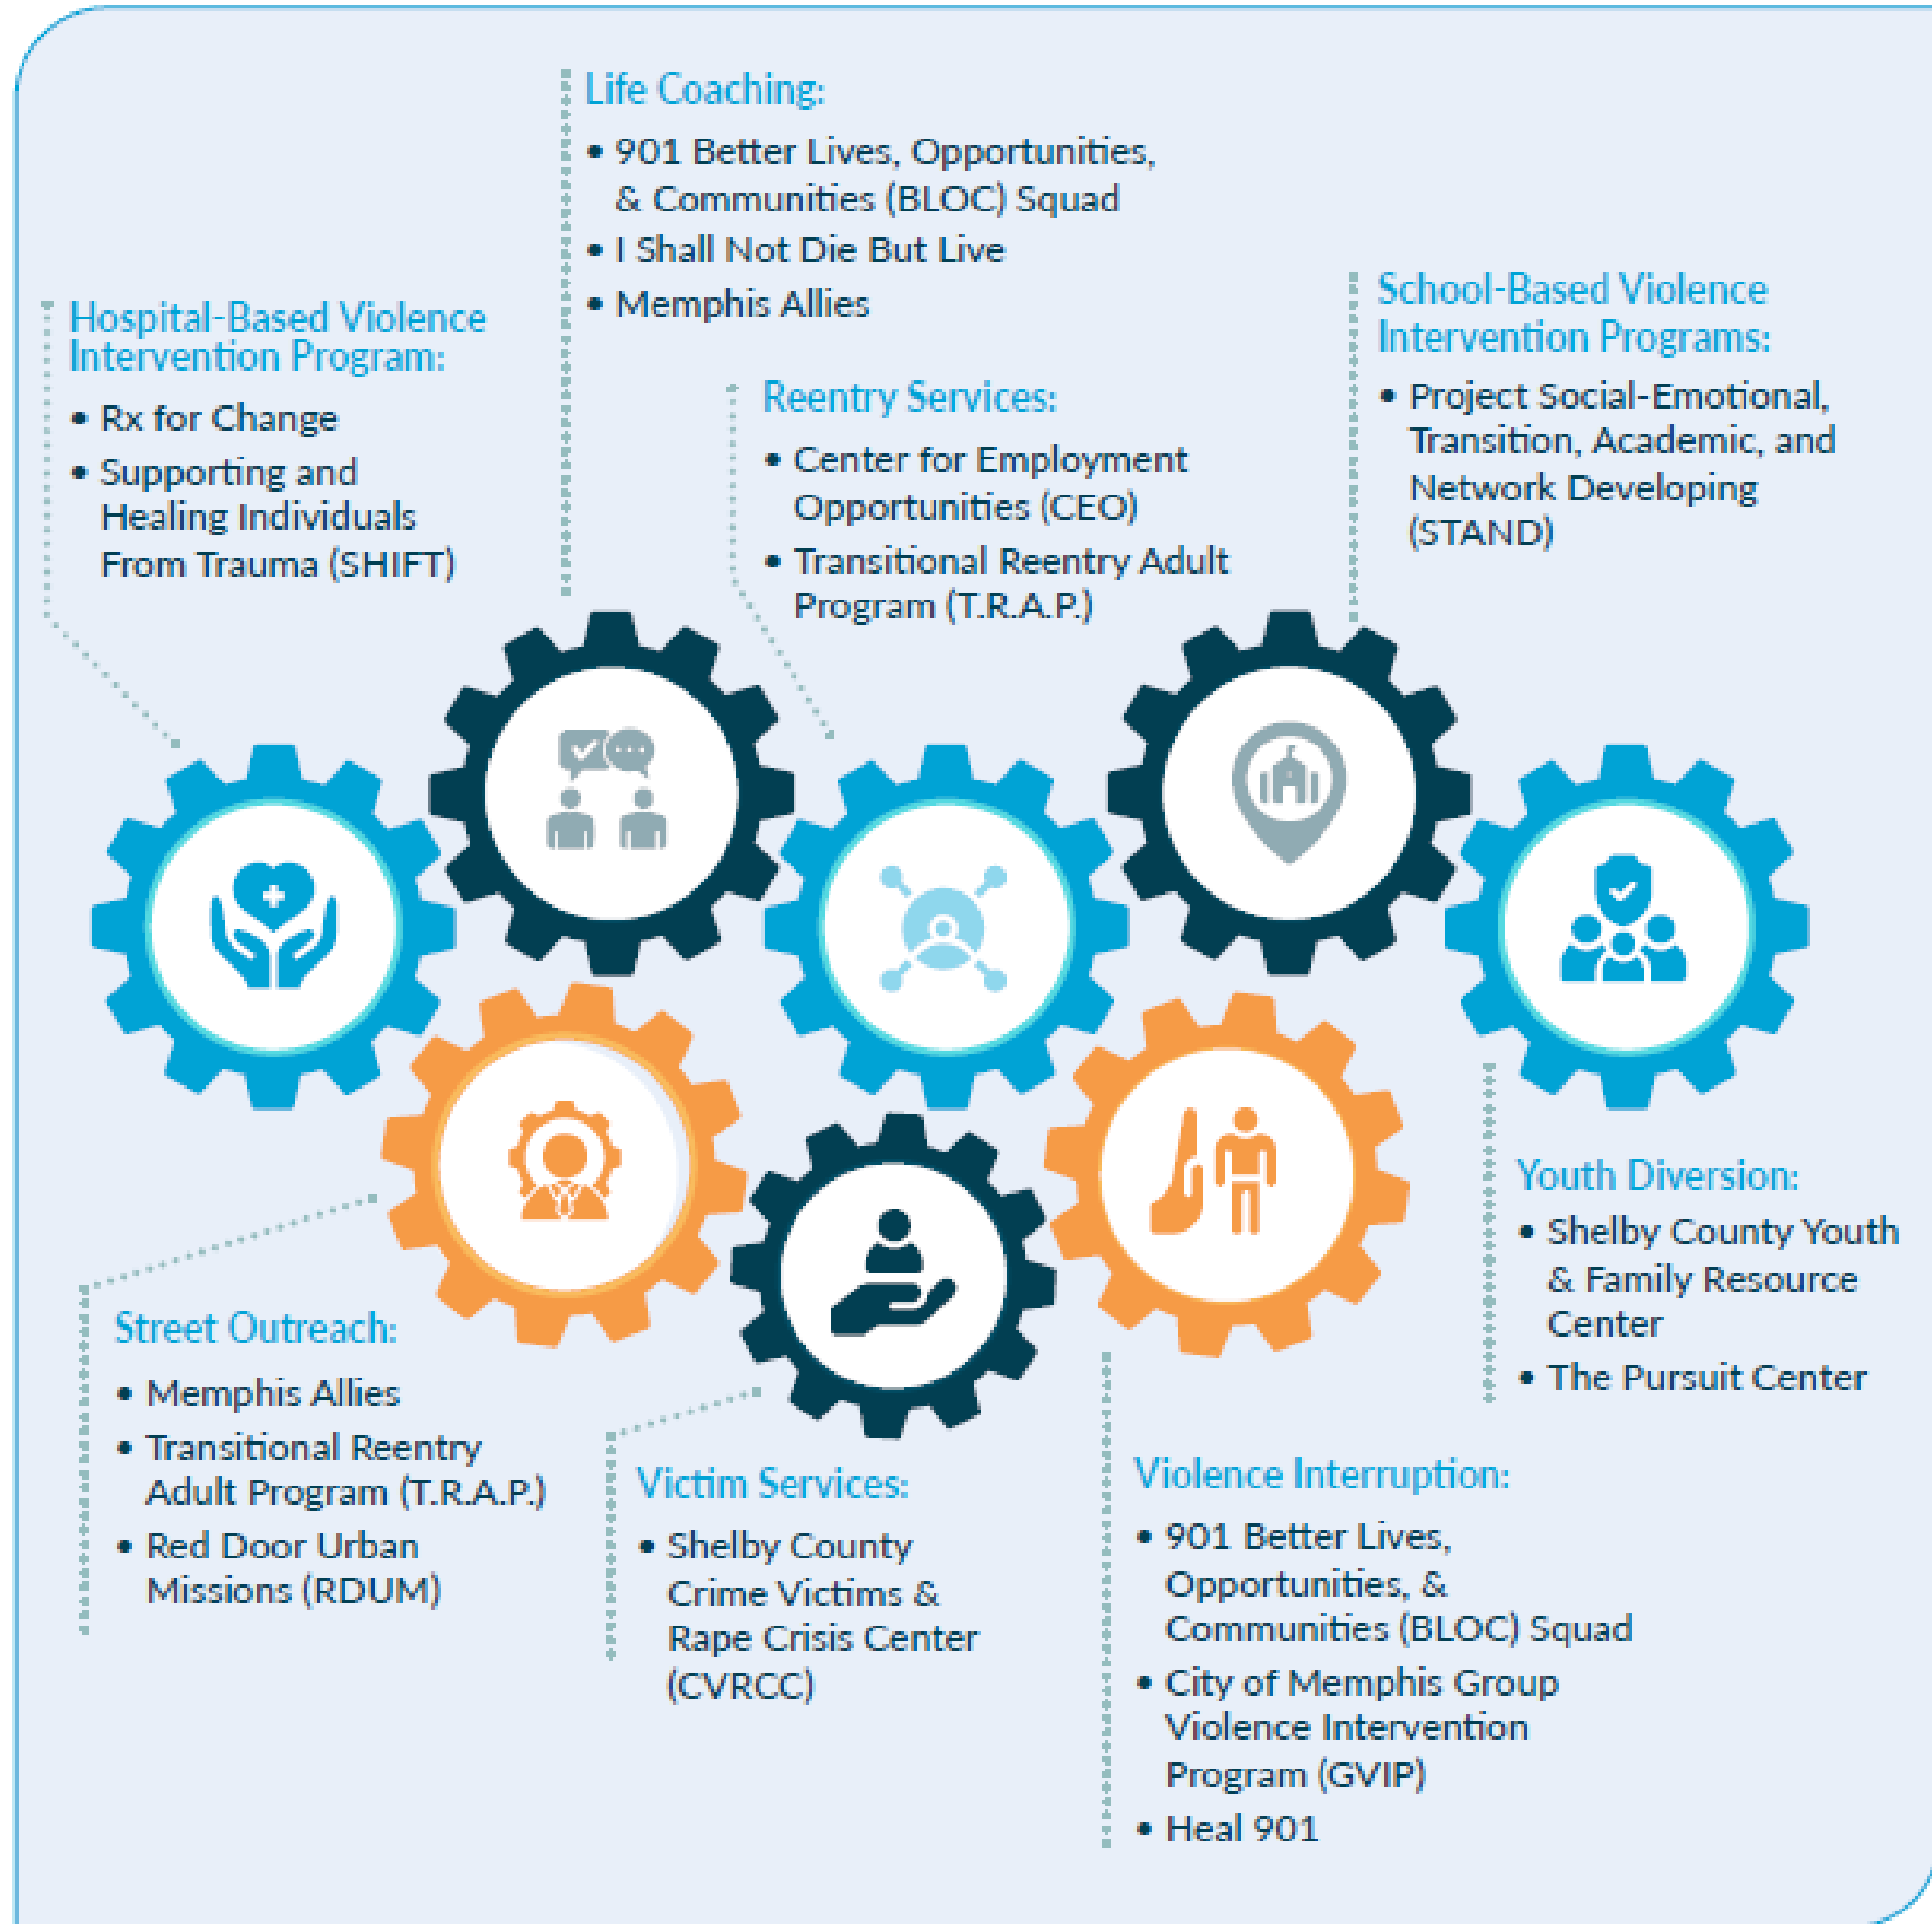 Life Coaching:
• 901 Better Lives, Opportunities,
& Communities (BLOC) Squad
• I Shall Not Die But Live
• Memphis Allies
Hospital-Based Violence
Intervention Program:
• Rx for Change
• Supporting and
Healing Individuals
From Trauma (SHIFT)
Reentry Services:
• Center for Employment
Opportunities (CEO)
• Transitional Reentry Adult
Program (T.R.A.P.)
School-Based Violence
Intervention Programs:
• Project Social-Emotional,
Transition, Academic, and
Network Developing
(STAND)
Street Outreach:
• Memphis Allies
• Transitional Reentry
Adult Program (T.R.A.P.)
• Red Door Urban
Missions (RDUM)
Victim Services:
• Shelby County
Crime Victims &
Rape Crisis Center
(CVRCC)
Violence Interruption:
• 901 Better Lives,
Opportunities, &
Communities (BLOC) Squad
• City of Memphis Group
Violence Intervention
Program (GVIP)
• Heal 901
Youth Diversion:
• Shelby County Youth
& Family Resource
Center
• The Pursuit Center